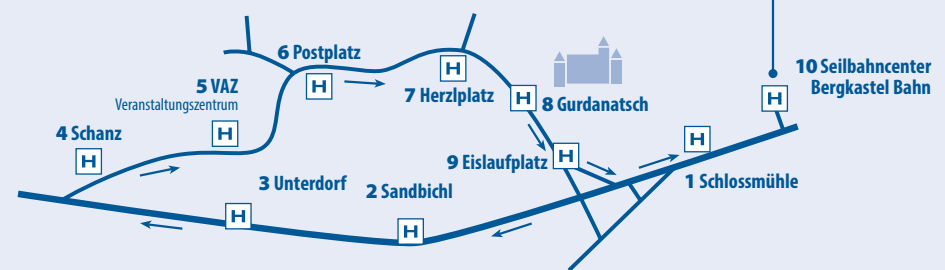 6 Postplatz
10 Seilbahncenter
Bergkastel Bahn
H
5 VAZ
Veranstaltungszentrum
H
7 Herzlplatz
H
8 Gurdanatsch
H
4 Schanz
H
H
9 Eislaufplatz
H
H
H
3 Unterdorf
H
2 Sandbichl
H
1 Schlossmühle